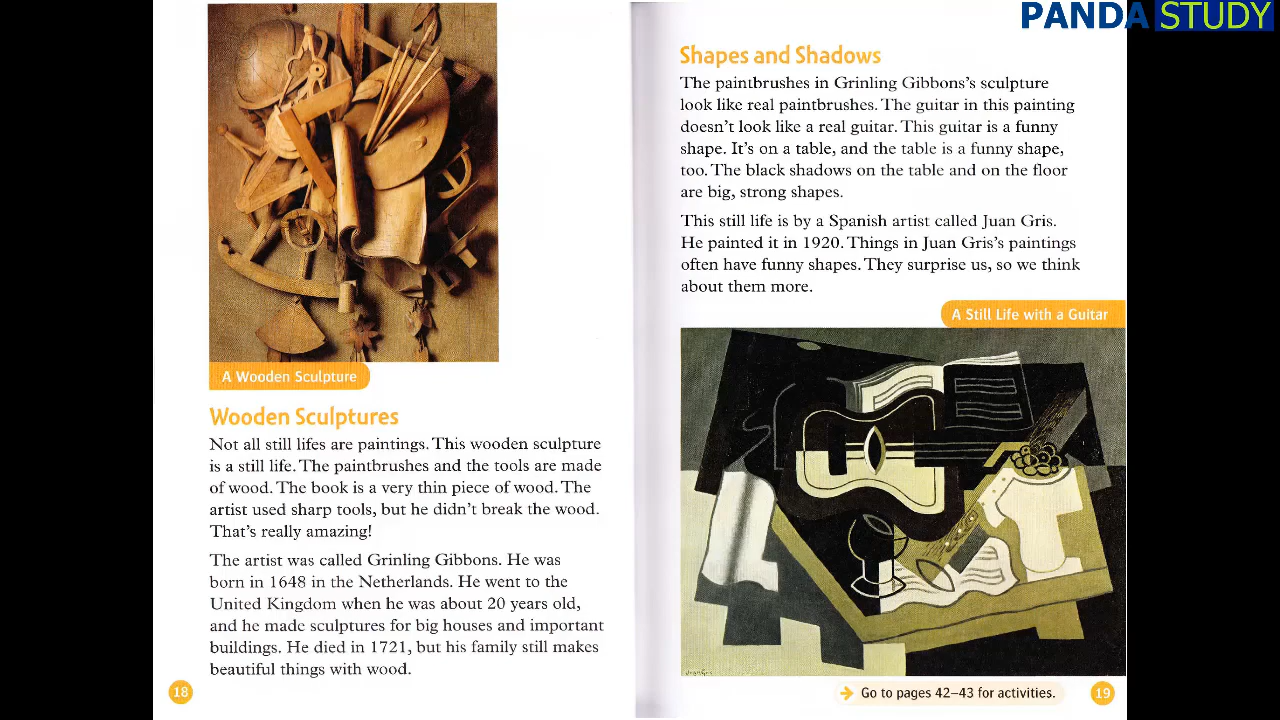 PANDA STUDY
A Wooden Sculpture
Wooden Sculptures
Not all still lifes are paintings. This wooden sculpture
is a still life. The paintbrushes and the tools are made
of wood. The book is a very thin piece of wood. The
artist used sharp tools, but he didn't break the wood.
That's really amazing!
The artist was called Grinling Gibbons. He was
born in 1648 in the Netherlands. He went to the
United Kingdom when he was about 20 years old,
and he made sculptures for big houses and important
buildings. He died in 1721, but his family still makes
beautiful things with wood.
18
Shapes and Shadows
The paintbrushes in Grinling Gibbons's sculpture
look like real paintbrushes. The guitar in this painting
doesn't look like a real guitar. This guitar is a funny
shape. It's on a table, and the table is a funny shape,
too. The black shadows on the table and on the floor
are big, strong shapes.
This still life is by a Spanish artist called Juan Gris.
He painted it in 1920. Things in Juan Gris's paintings
often have funny shapes. They surprise us, so we think
about them more.
A Still Life with a Guitar
Juan Gris
→ Go to pages 42–43 for activities.
19